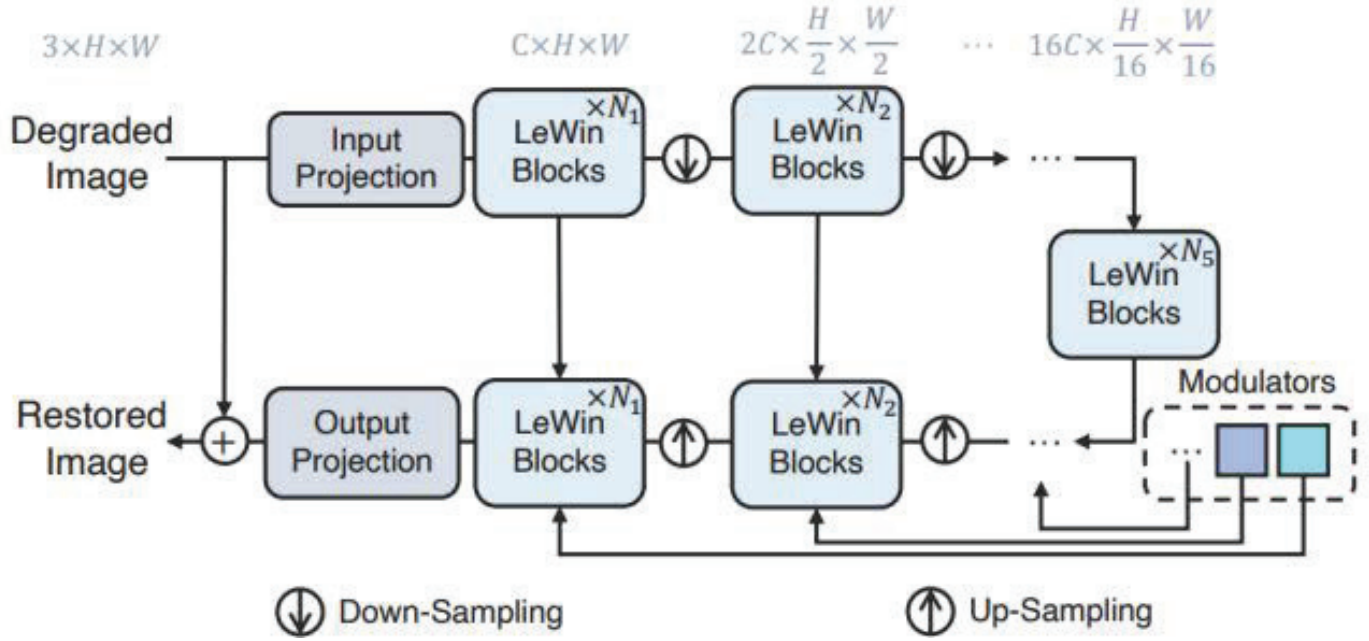 3×H×W
C×H×W
2C × H/2 × W/2
...
16C × H/16 × W/16
Degraded
Image
Input
Projection
×N₁
LeWin
Blocks
×N₂
LeWin
Blocks
...
×N₅
LeWin
Blocks
Restored
Image
+
Output
Projection
×N₁
LeWin
Blocks
×N₂
LeWin
Blocks
...
Modulators
...
Down-Sampling
Up-Sampling